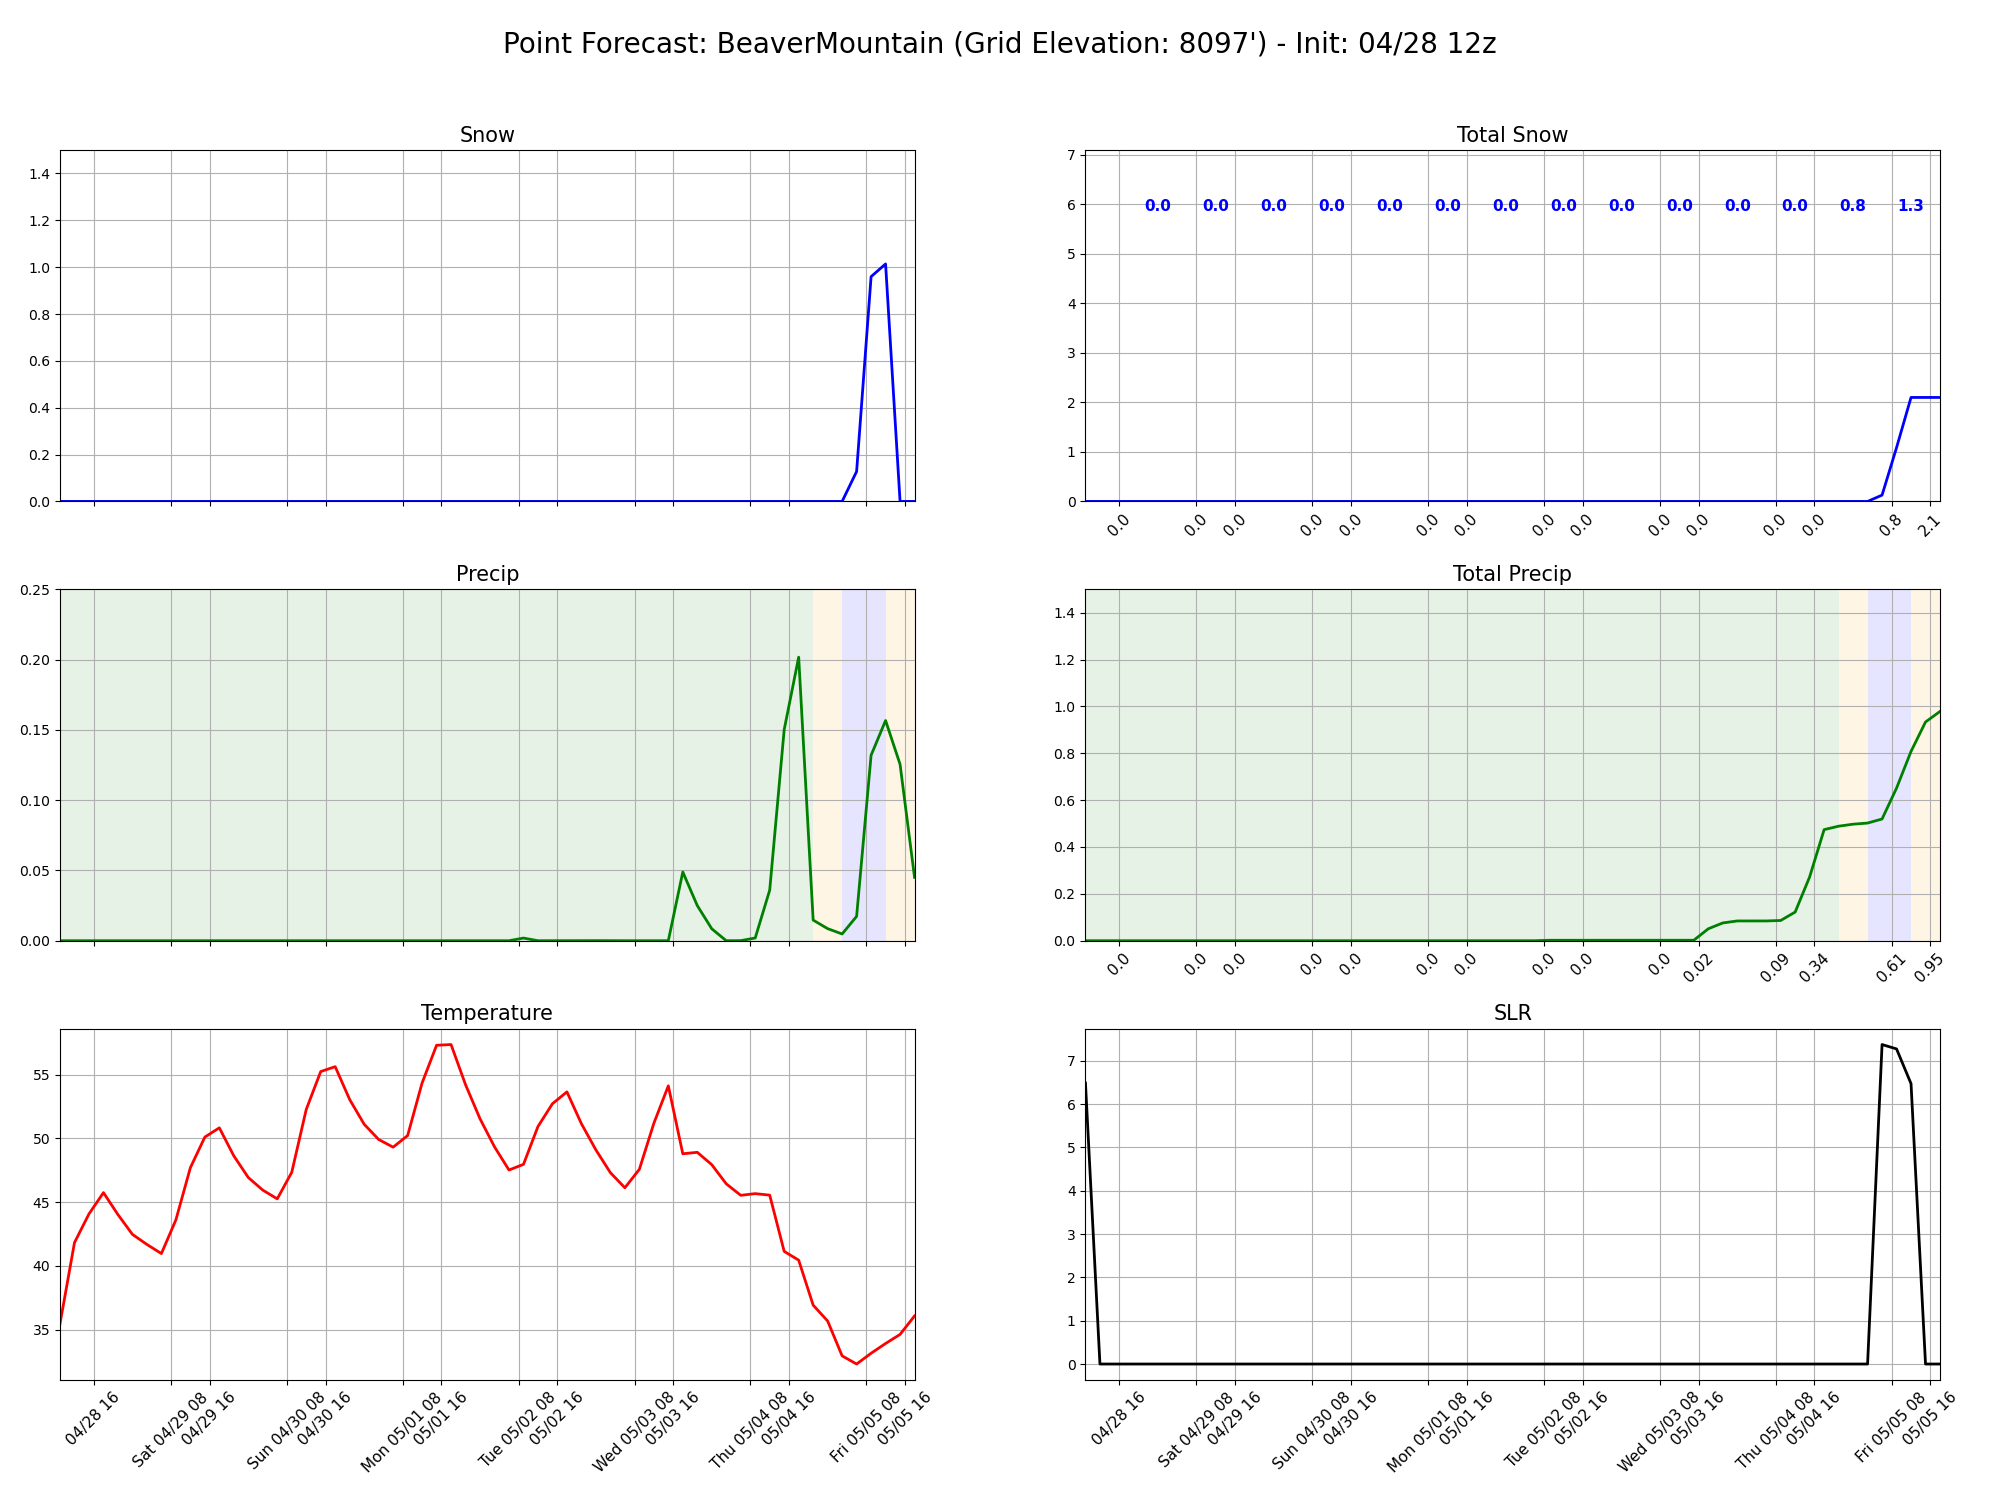 Point Forecast: BeaverMountain (Grid Elevation: 8097') - Init: 04/28 12z
Snow
1.4
1.2
1.0
0.8
0.6
0.4
0.2
0.0
Total Snow
7
6
5
4
3
2
1
0
0.0 0.0 0.0 0.0 0.0 0.0 0.0 0.0 0.0 0.0 0.0 0.0 0.8 1.3
0.0 0.0 0.0 0.0 0.0 0.0 0.0 0.0 0.0 0.0 0.0 0.0 0.0 0.8 2.1
Precip
0.25
0.20
0.15
0.10
0.05
0.00
Total Precip
1.4
1.2
1.0
0.8
0.6
0.4
0.2
0.0
0.0 0.0 0.0 0.0 0.0 0.0 0.0 0.0 0.0 0.0 0.02 0.09 0.34 0.61 0.95
Temperature
55
50
45
40
35
04/28 16
Sat 04/29 08
04/29 16
Sun 04/30 08
04/30 16
Mon 05/01 08
05/01 16
Tue 05/02 08
05/02 16
Wed 05/03 08
05/03 16
Thu 05/04 08
05/04 16
Fri 05/05 08
05/05 16
SLR
7
6
5
4
3
2
1
0
04/28 16
Sat 04/29 08
04/29 16
Sun 04/30 08
04/30 16
Mon 05/01 08
05/01 16
Tue 05/02 08
05/02 16
Wed 05/03 08
05/03 16
Thu 05/04 08
05/04 16
Fri 05/05 08
05/05 16